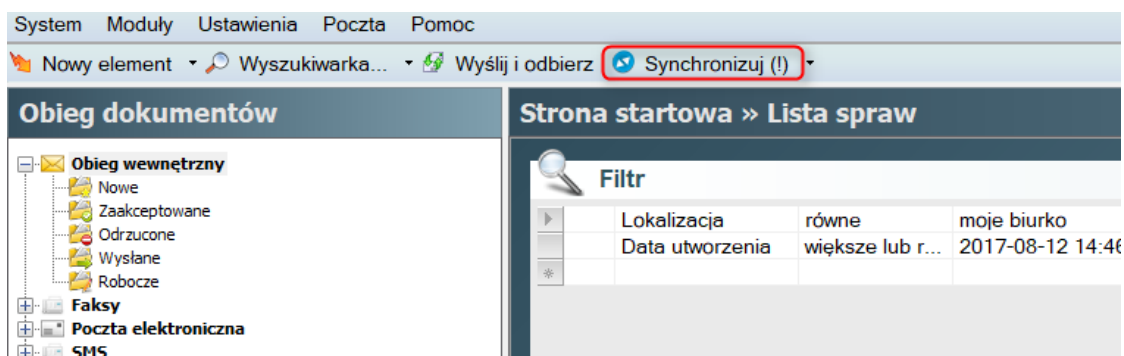 System Moduły Ustawienia Poczta Pomoc
Nowy element Wyszukiwarka... Wyślij i odbierz Synchronizuj (!)
Obieg dokumentów
Strona startowa » Lista spraw
Obieg wewnętrzny
Nowe
Zaakceptowane
Odrzucone
Wysłane
Robocze
Faksy
Poczta elektroniczna
SMS
Filtr
Lokalizacja równe moje biurko
Data utworzenia większe lub r... 2017-08-12 14:46